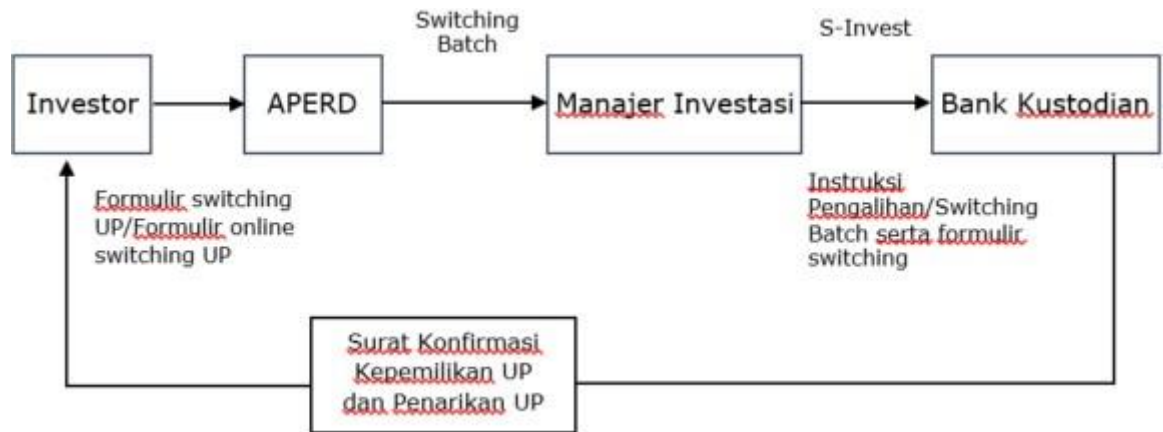 Switching
Batch
S-Invest
Investor
APERD
Manajer Investasi
Bank Kustodian
Formulir switching
UP/Formulir online
switching UP
Instruksi
Pengalihan/Switching
Batch serta formulir
switching
Surat Konfirmasi
Kepemilikan UP
dan Penarikan UP